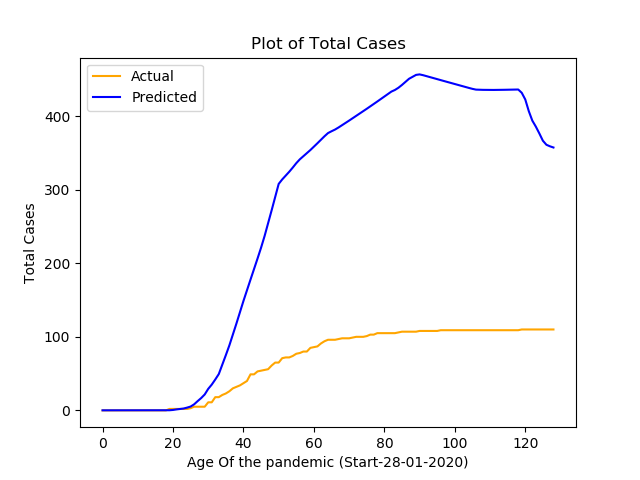 Plot of Total Cases
Actual
Predicted
400
300
200
100
0
Total Cases
0 20 40 60 80 100 120
Age Of the pandemic (Start-28-01-2020)